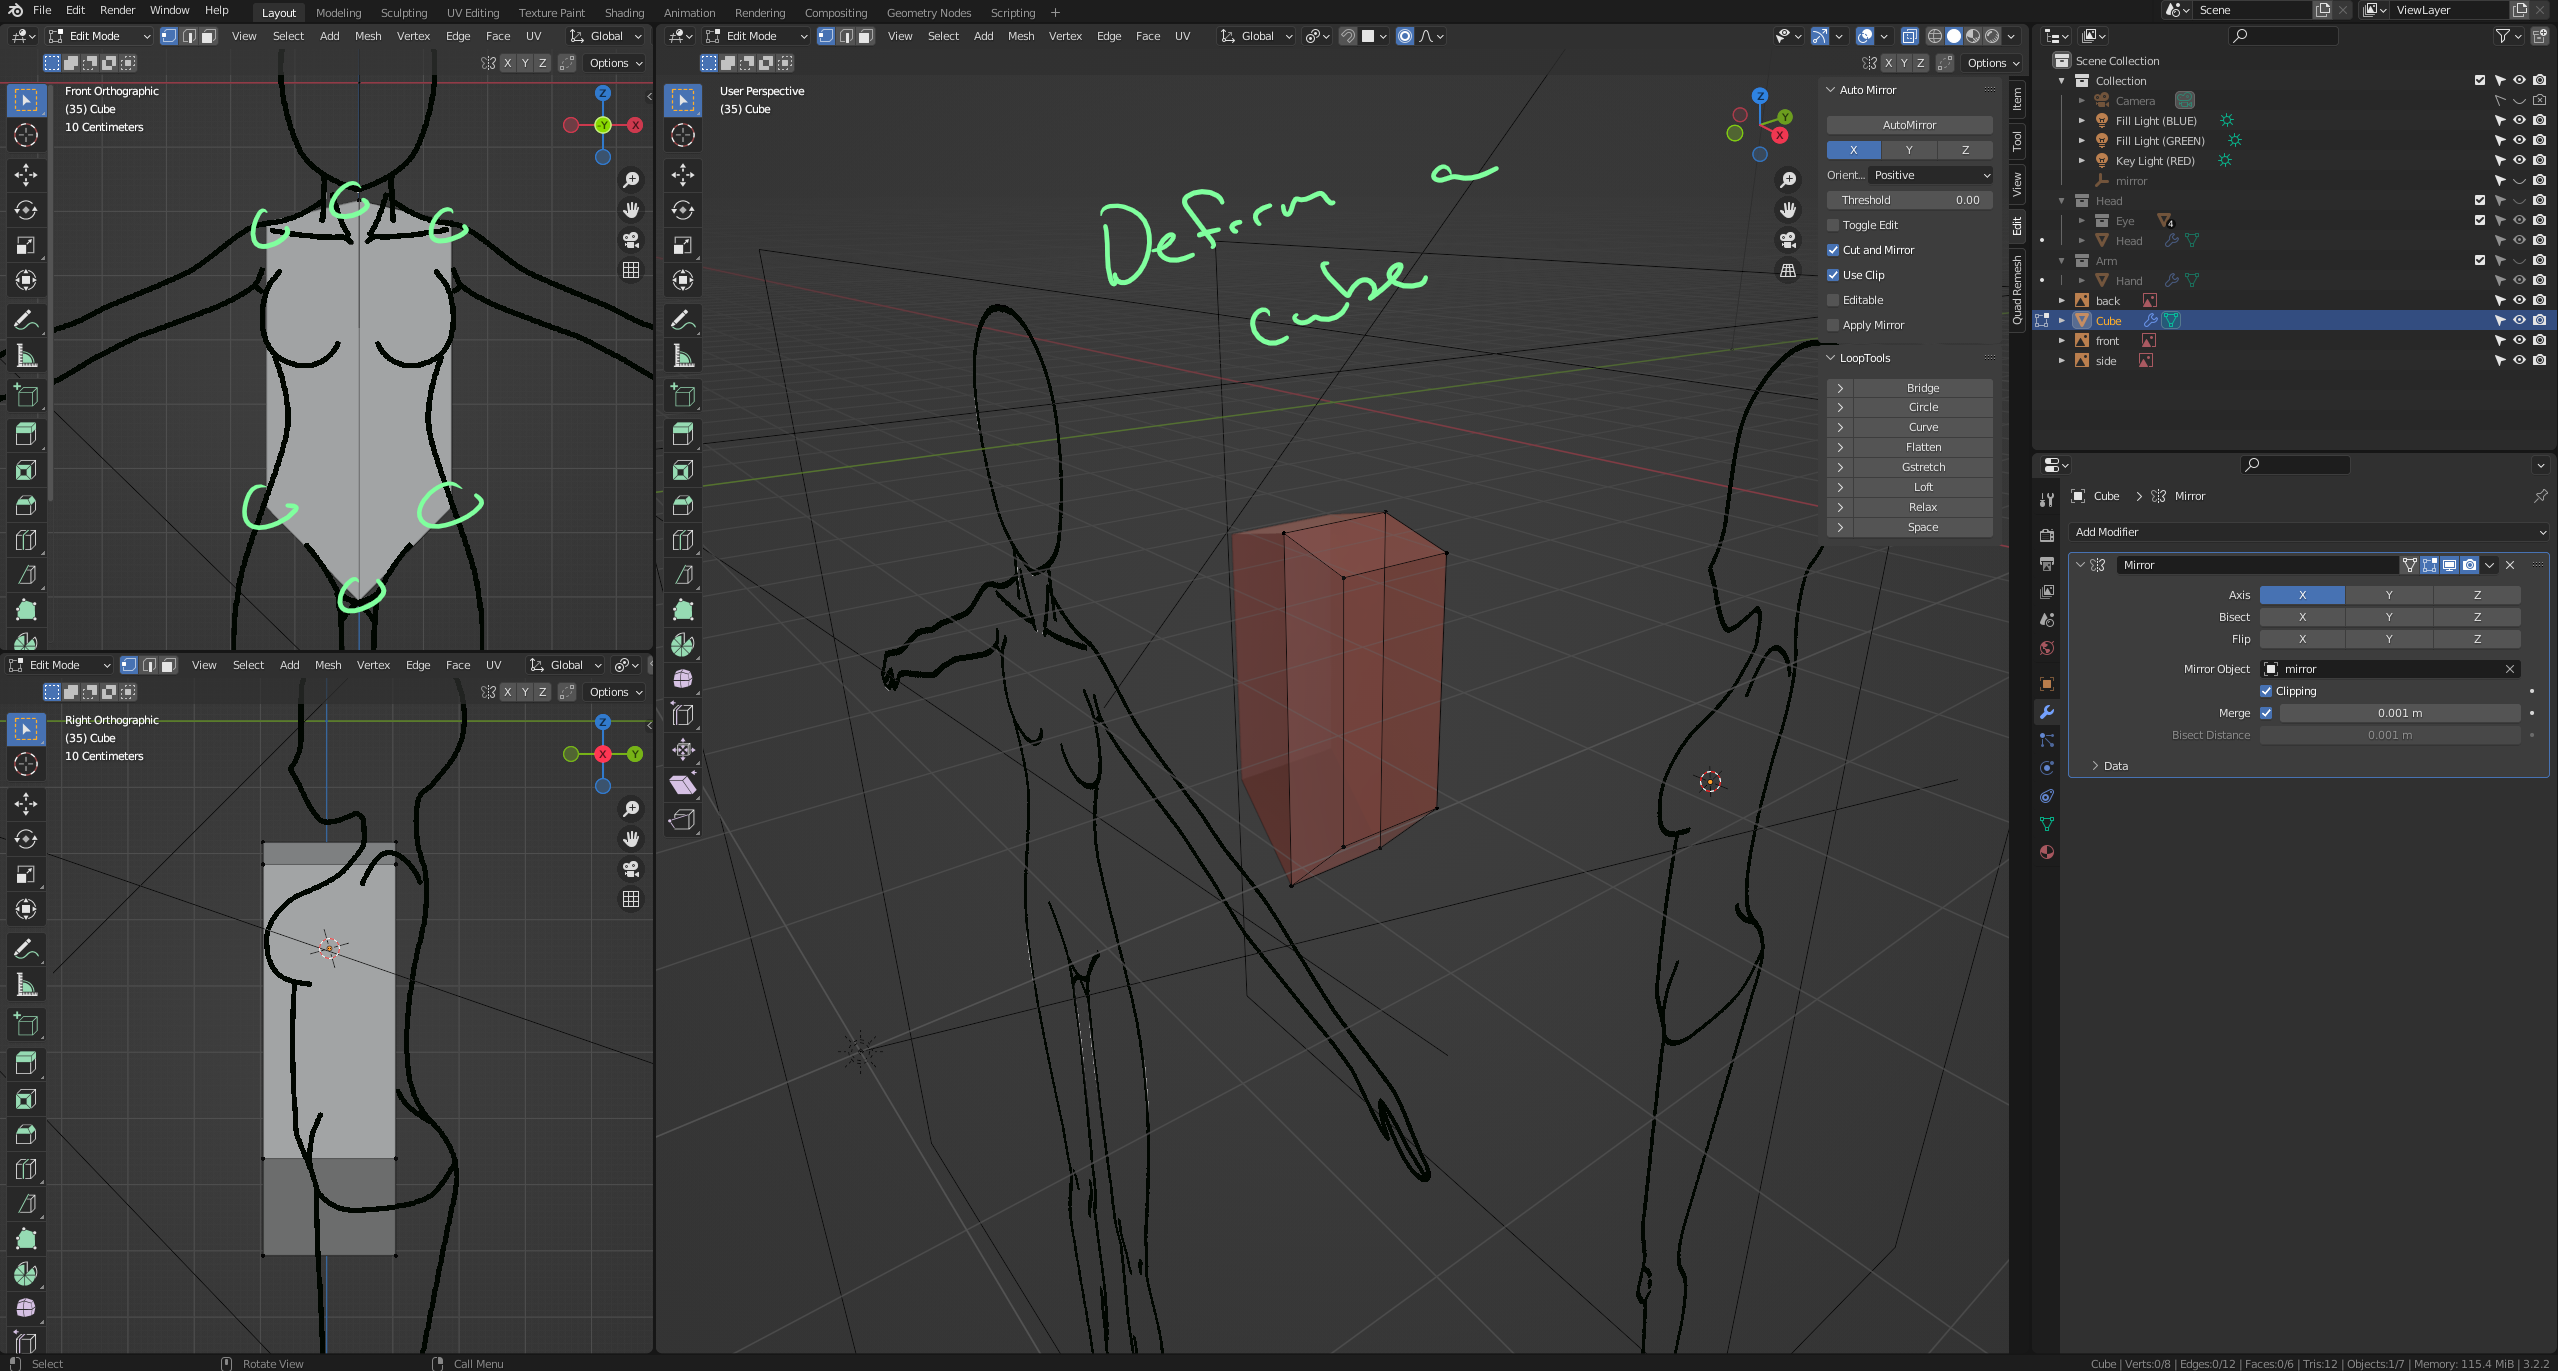 File Edit Render Window Help
Layout Modeling Sculpting UV Editing Texture Paint Shading Animation Rendering Compositing Geometry Nodes Scripting +
Scene
ViewLayer
Edit Mode View Select Add Mesh Vertex Edge Face UV Global
X Y Z Options
Front Orthographic
(35) Cube
10 Centimeters
Z
-Y
X
Edit Mode View Select Add Mesh Vertex Edge Face UV Global
X Y Z Options
Right Orthographic
(35) Cube
10 Centimeters
Z
X
Y
Edit Mode View Select Add Mesh Vertex Edge Face UV Global
X Y Z Options
User Perspective
(35) Cube
Z
Y
X
Deform a
cube
Auto Mirror
AutoMirror
X Y Z
Orient... Positive
Threshold 0.00
Toggle Edit
Cut and Mirror
Use Clip
Editable
Apply Mirror
LoopTools
Bridge
Circle
Curve
Flatten
Gstretch
Loft
Relax
Space
Item
Tool
View
Edit
Quad Remesh
Scene Collection
Collection
Camera
Fill Light (BLUE)
Fill Light (GREEN)
Key Light (RED)
mirror
Head
Eye 4
Head
Arm
Hand
back
Cube
front
side
Cube Mirror
Add Modifier
Mirror
Axis X Y Z
Bisect X Y Z
Flip X Y Z
Mirror Object mirror
Clipping
Merge 0.001 m
Bisect Distance 0.001 m
Data
Select Rotate View Call Menu
Cube | Verts:0/8 | Edges:0/12 | Faces:0/6 | Tris:12 | Objects:1/7 | Memory: 115.4 MiB | 3.2.2